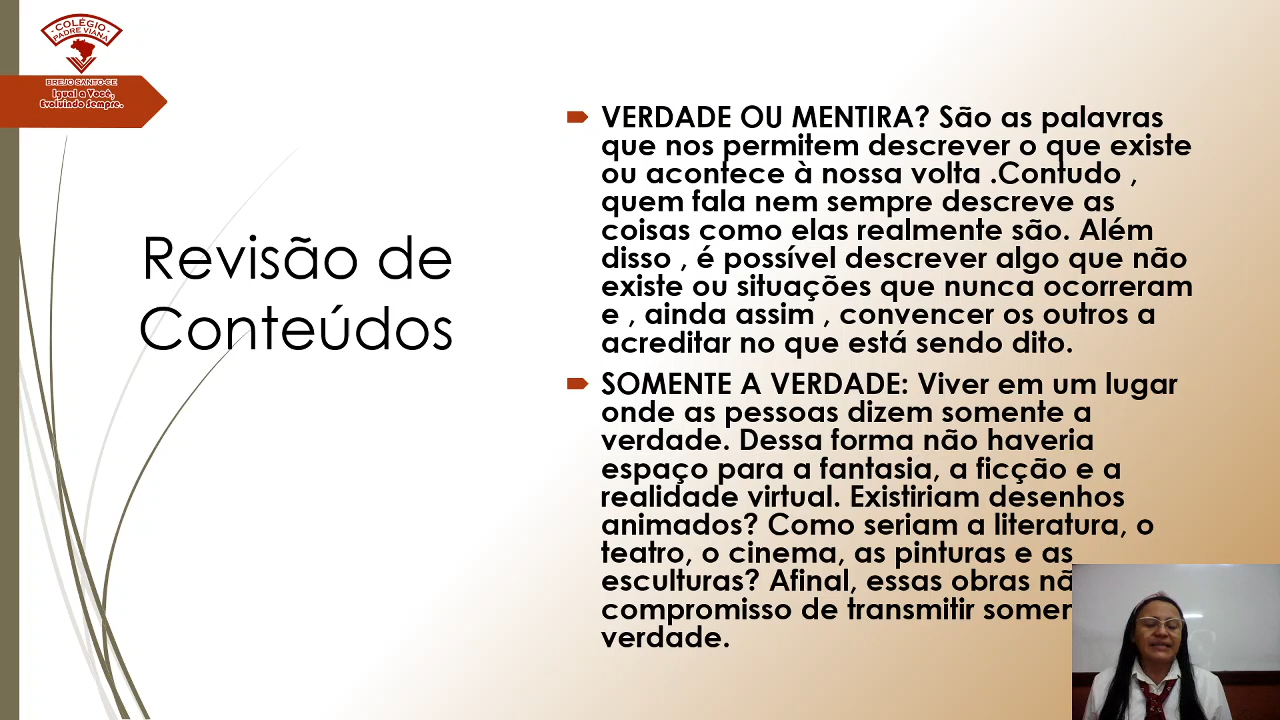 COLÉGIO
PADRE VIANA
BREJO SANTO-CE
Igual a Você,
Evoluindo Sempre.
Revisão de
Conteúdos
VERDADE OU MENTIRA? São as palavras
que nos permitem descrever o que existe
ou acontece à nossa volta .Contudo ,
quem fala nem sempre descreve as
coisas como elas realmente são. Além
disso , é possível descrever algo que não
existe ou situações que nunca ocorreram
e , ainda assim , convencer os outros a
acreditar no que está sendo dito.
SOMENTE A VERDADE: Viver em um lugar
onde as pessoas dizem somente a
verdade. Dessa forma não haveria
espaço para a fantasia, a ficção e a
realidade virtual. Existiriam desenhos
animados? Como seriam a literatura, o
teatro, o cinema, as pinturas e as
esculturas? Afinal, essas obras
compromisso de transmitir
verdade.